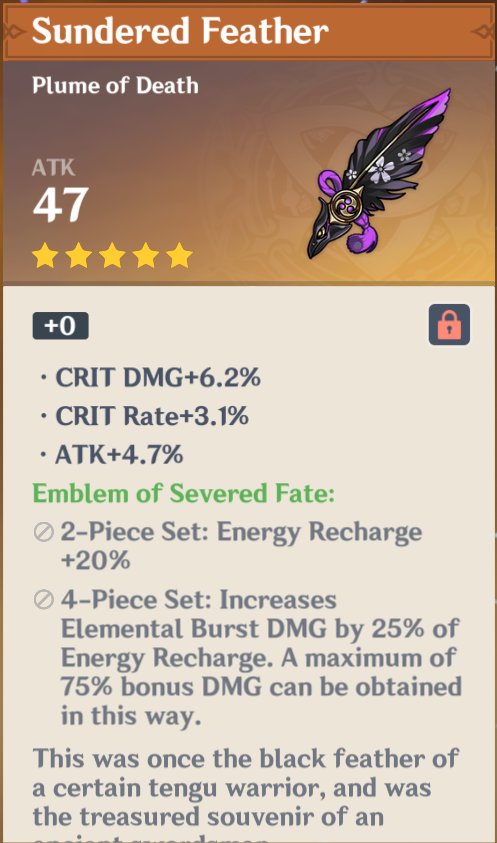 Sundered Feather
Plume of Death
ATK
47
+0
· CRIT DMG+6.2%
· CRIT Rate+3.1%
· ATK+4.7%
Emblem of Severed Fate:
2-Piece Set: Energy Recharge
+20%
4-Piece Set: Increases
Elemental Burst DMG by 25% of
Energy Recharge. A maximum of
75% bonus DMG can be obtained
in this way.
This was once the black feather of
a certain tengu warrior, and was
the treasured souvenir of an